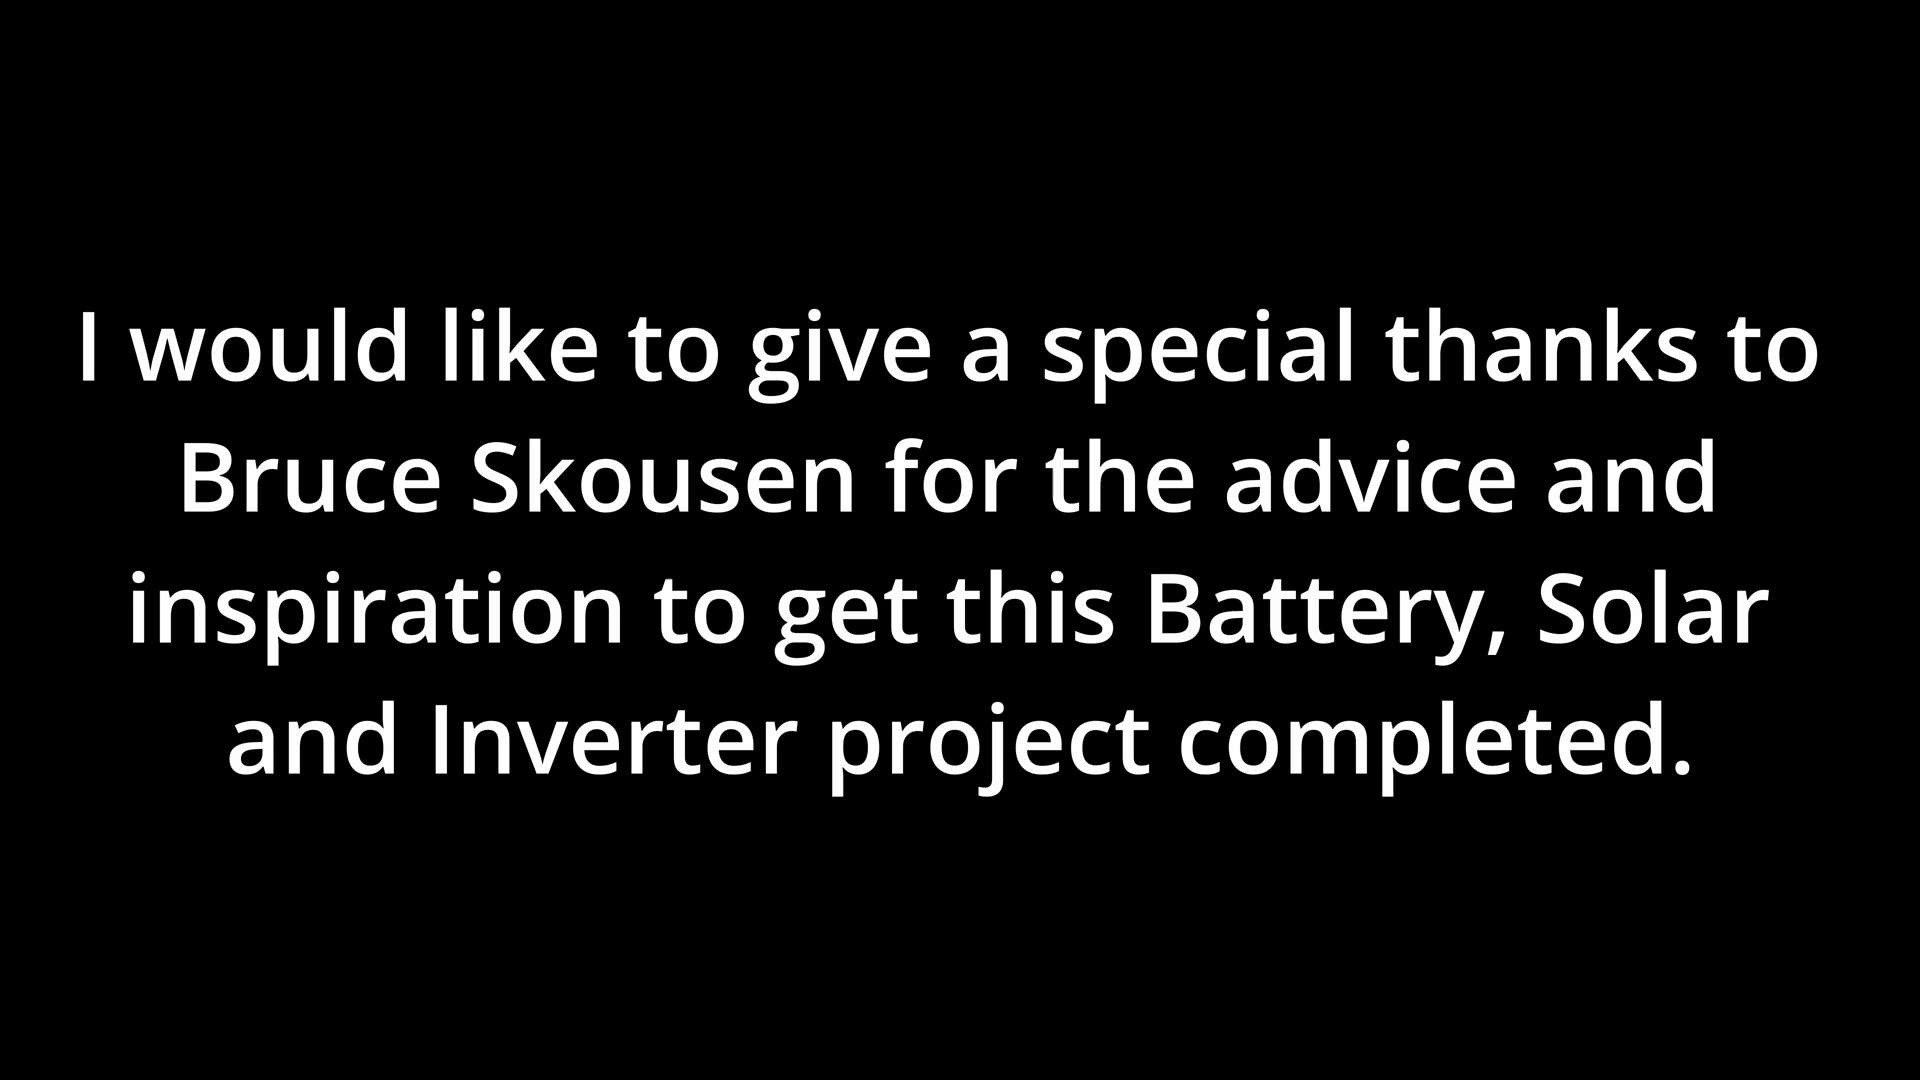 I would like to give a special thanks to
Bruce Skousen for the advice and
inspiration to get this Battery, Solar
and Inverter project completed.